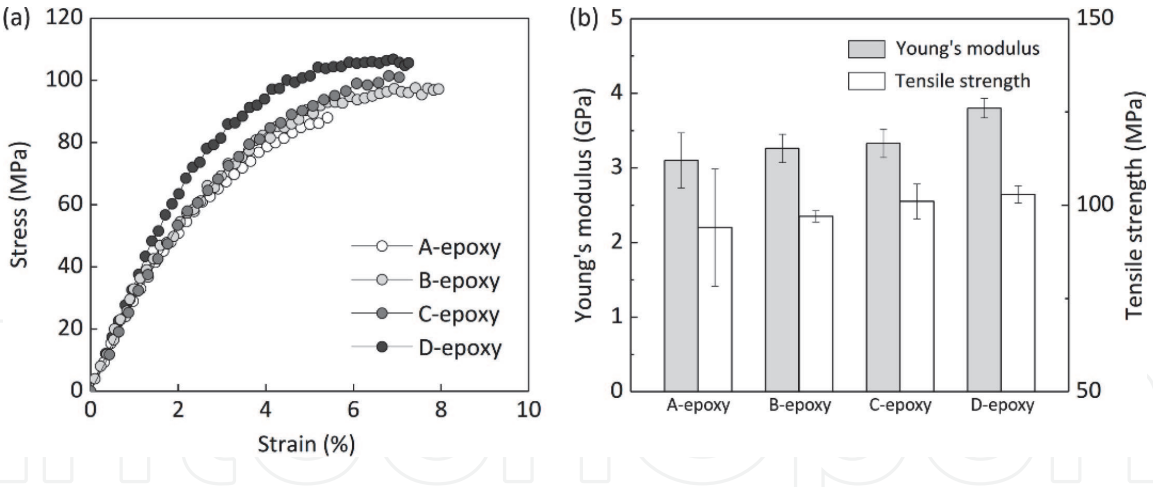 (a)
120
100
80
60
40
20
0
Stress (MPa)
A-epoxy
B-epoxy
C-epoxy
D-epoxy
0 2 4 6 8 10
Strain (%)
(b)
5
4
3
2
1
0
Young's modulus (GPa)
Young's modulus
Tensile strength
150
100
50
Tensile strength (MPa)
A-epoxy B-epoxy C-epoxy D-epoxy